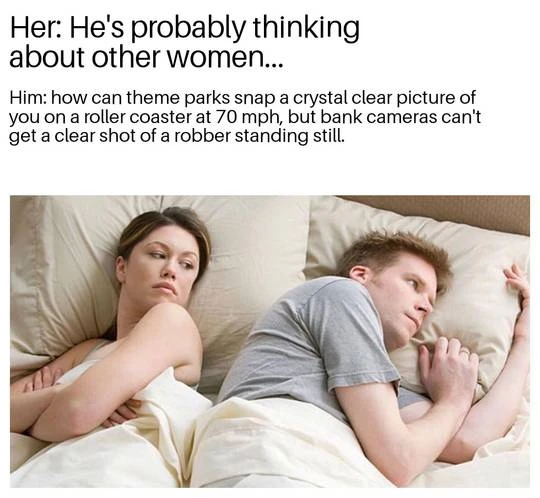 Her: He's probably thinking
about other women...
Him: how can theme parks snap a crystal clear picture of
you on a roller coaster at 70 mph, but bank cameras can't
get a clear shot of a robber standing still.